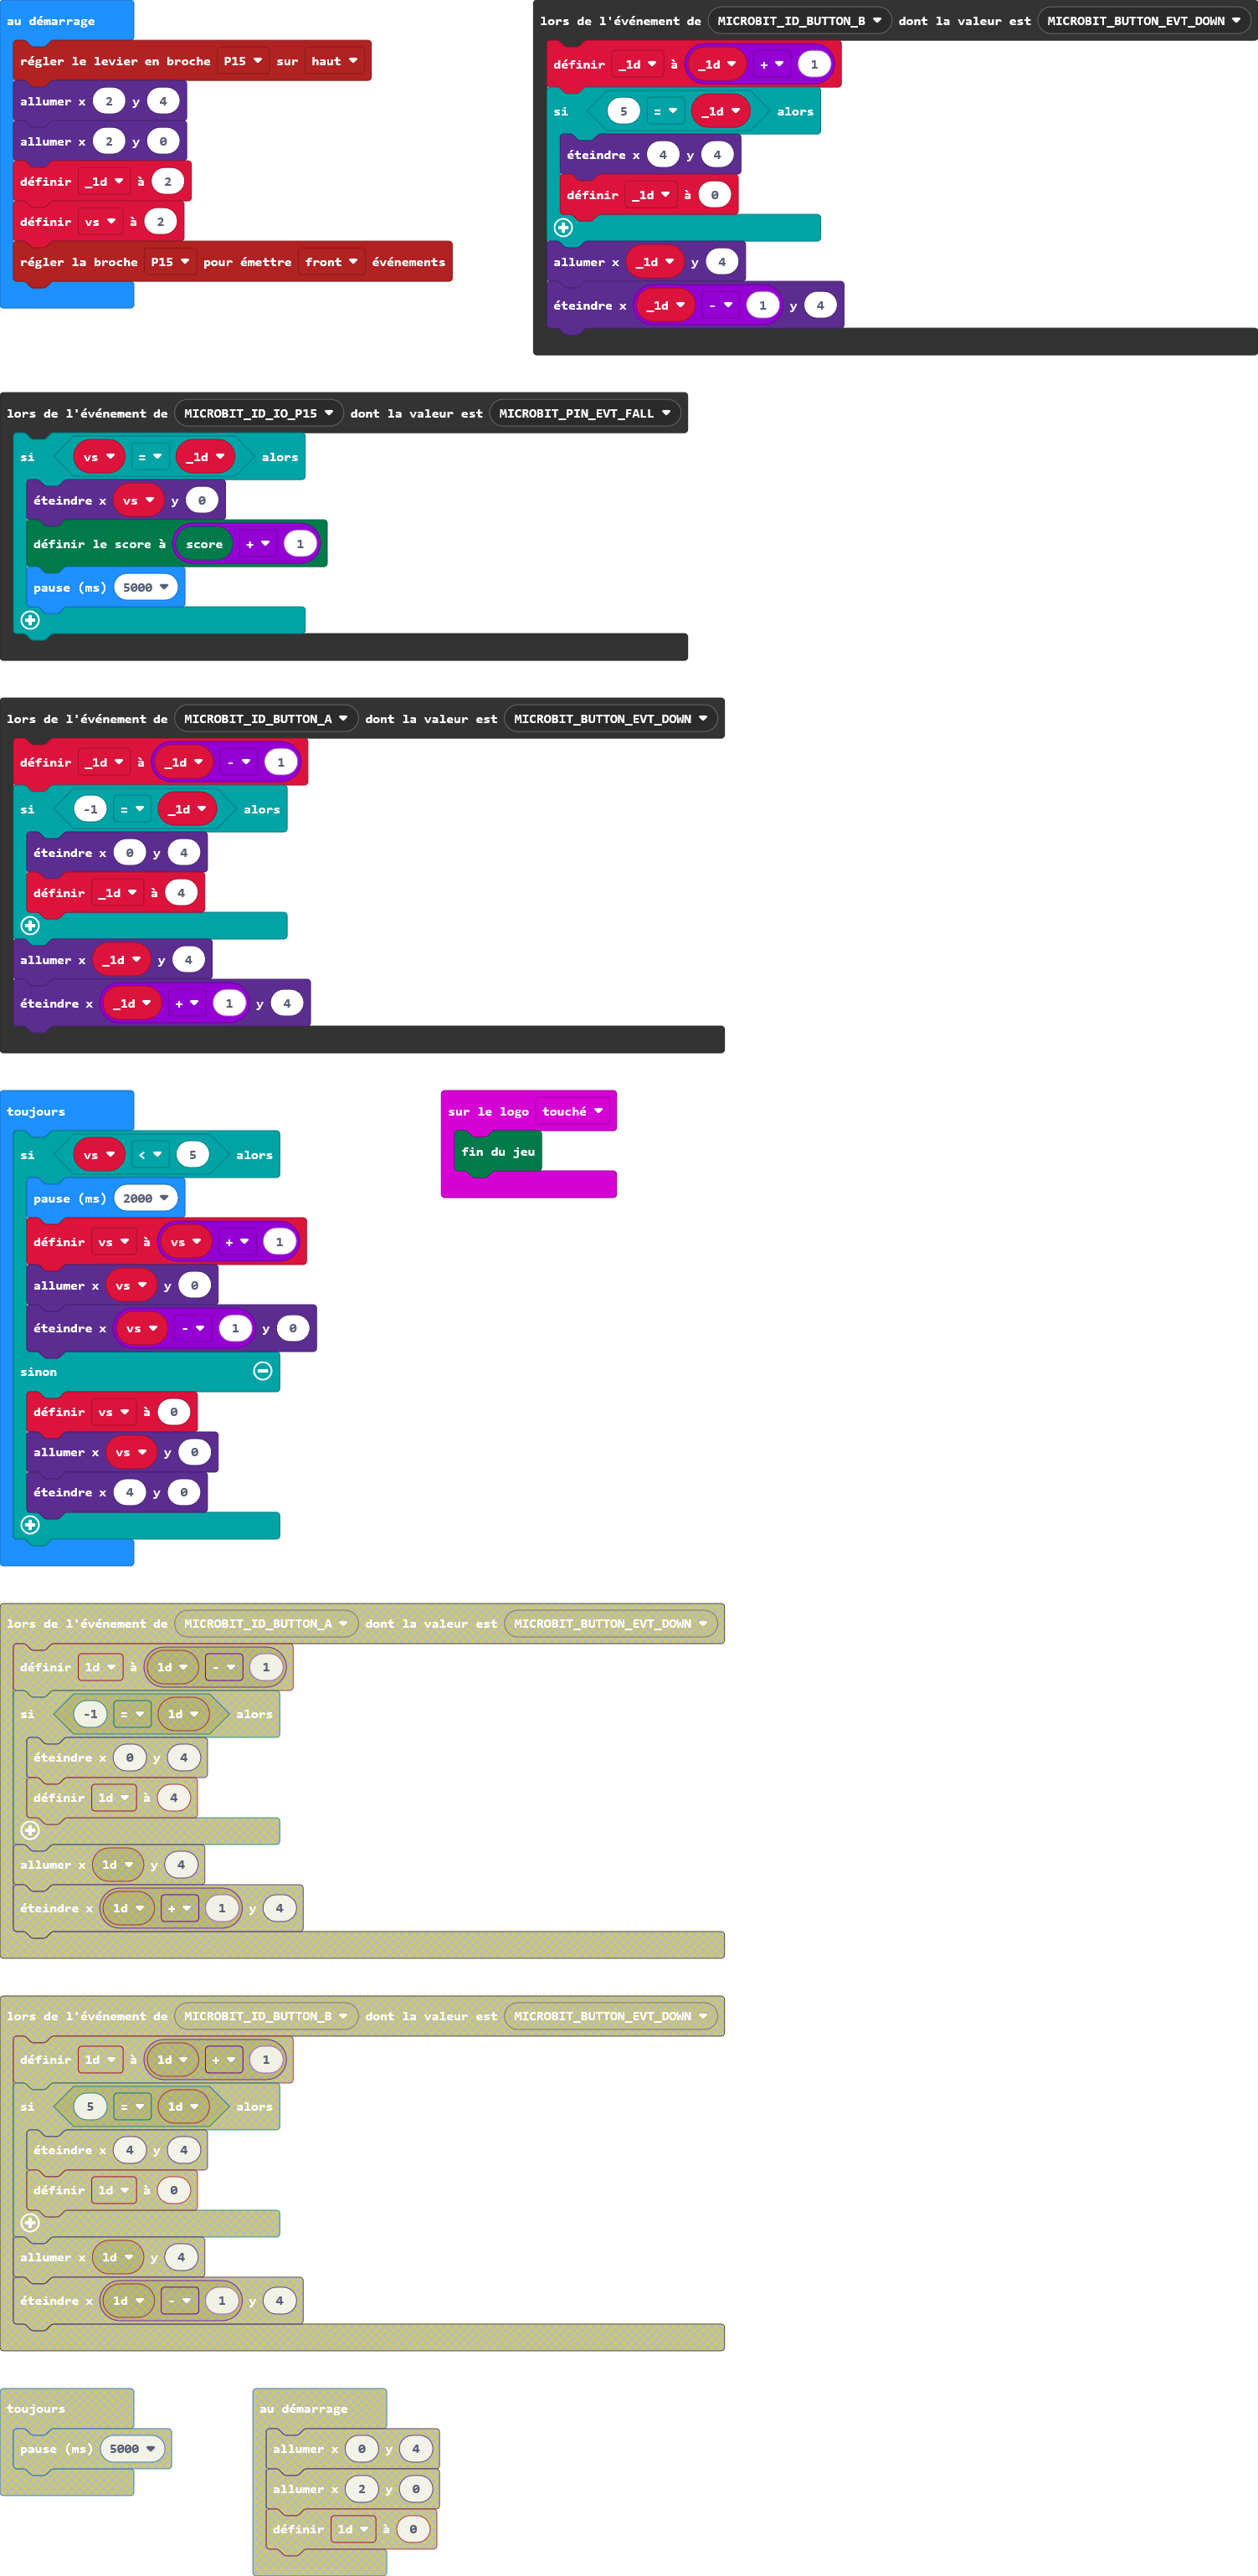 au démarrage
régler le levier en broche P15 sur haut
allumer x 2 y 4
allumer x 2 y 0
définir _1d à 2
définir vs à 2
régler la broche P15 pour émettre front événements
lors de l'événement de MICROBIT_ID_BUTTON_B dont la valeur est MICROBIT_BUTTON_EVT_DOWN
définir _1d à _1d + 1
si 5 = _1d alors
éteindre x 4 y 4
définir _1d à 0
allumer x _1d y 4
éteindre x _1d - 1 y 4
lors de l'événement de MICROBIT_ID_IO_P15 dont la valeur est MICROBIT_PIN_EVT_FALL
si vs = _1d alors
éteindre x vs y 0
définir le score à score + 1
pause (ms) 5000
lors de l'événement de MICROBIT_ID_BUTTON_A dont la valeur est MICROBIT_BUTTON_EVT_DOWN
définir _1d à _1d - 1
si -1 = _1d alors
éteindre x 0 y 4
définir _1d à 4
allumer x _1d y 4
éteindre x _1d + 1 y 4
toujours
si vs < 5 alors
pause (ms) 2000
définir vs à vs + 1
allumer x vs y 0
éteindre x vs - 1 y 0
sinon
définir vs à 0
allumer x vs y 0
éteindre x 4 y 0
sur le logo touché
fin du jeu
lors de l'événement de MICROBIT_ID_BUTTON_A dont la valeur est MICROBIT_BUTTON_EVT_DOWN
définir 1d à 1d - 1
si -1 = 1d alors
éteindre x 0 y 4
définir 1d à 4
allumer x 1d y 4
éteindre x 1d + 1 y 4
lors de l'événement de MICROBIT_ID_BUTTON_B dont la valeur est MICROBIT_BUTTON_EVT_DOWN
définir 1d à 1d + 1
si 5 = 1d alors
éteindre x 4 y 4
définir 1d à 0
allumer x 1d y 4
éteindre x 1d - 1 y 4
toujours
pause (ms) 5000
au démarrage
allumer x 0 y 4
allumer x 2 y 0
définir 1d à 0